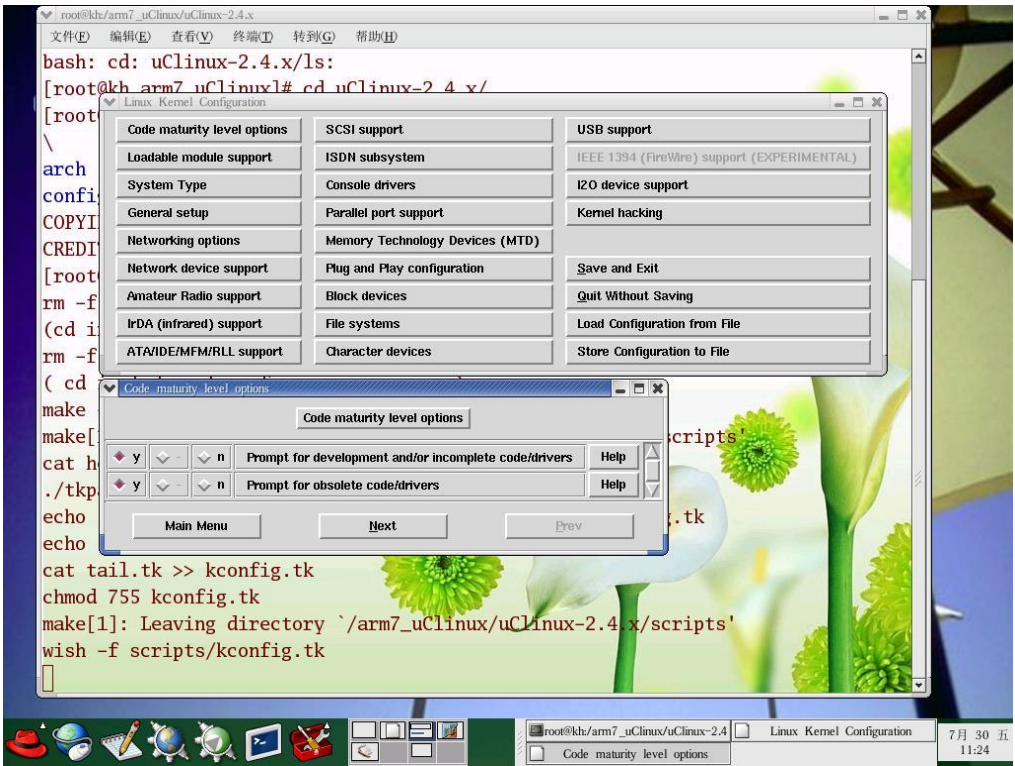 root@kh:/arm7_uClinux/uClinux-2.4.x
文件(F) 编辑(E) 查看(V) 终端(T) 转到(G) 帮助(H)
bash: cd: uClinux-2.4.x/ls:
[root@kh arm7_uClinux]# cd uClinux-2.4.x/
[root
\
arch
config
COPYI
CREDI
[root
rm -f
(cd i
rm -f
( cd
make
make[ scripts'
cat he
./tkpa
echo g.tk
echo
cat tail.tk >> kconfig.tk
chmod 755 kconfig.tk
make[1]: Leaving directory `/arm7_uClinux/uClinux-2.4.x/scripts'
wish -f scripts/kconfig.tk
Linux Kernel Configuration
Code maturity level options SCSI support USB support
Loadable module support ISDN subsystem IEEE 1394 (FireWire) support (EXPERIMENTAL)
System Type Console drivers I2O device support
General setup Parallel port support Kernel hacking
Networking options Memory Technology Devices (MTD)
Network device support Plug and Play configuration Save and Exit
Amateur Radio support Block devices Quit Without Saving
IrDA (infrared) support File systems Load Configuration from File
ATA/IDE/MFM/RLL support Character devices Store Configuration to File
Code maturity level options
Code maturity level options
y - n Prompt for development and/or incomplete code/drivers Help
y - n Prompt for obsolete code/drivers Help
Main Menu Next Prev
root@kh:/arm7_uClinux/uClinux-2.4 Linux Kernel Configuration
Code maturity level options
7月 30 五
11:24